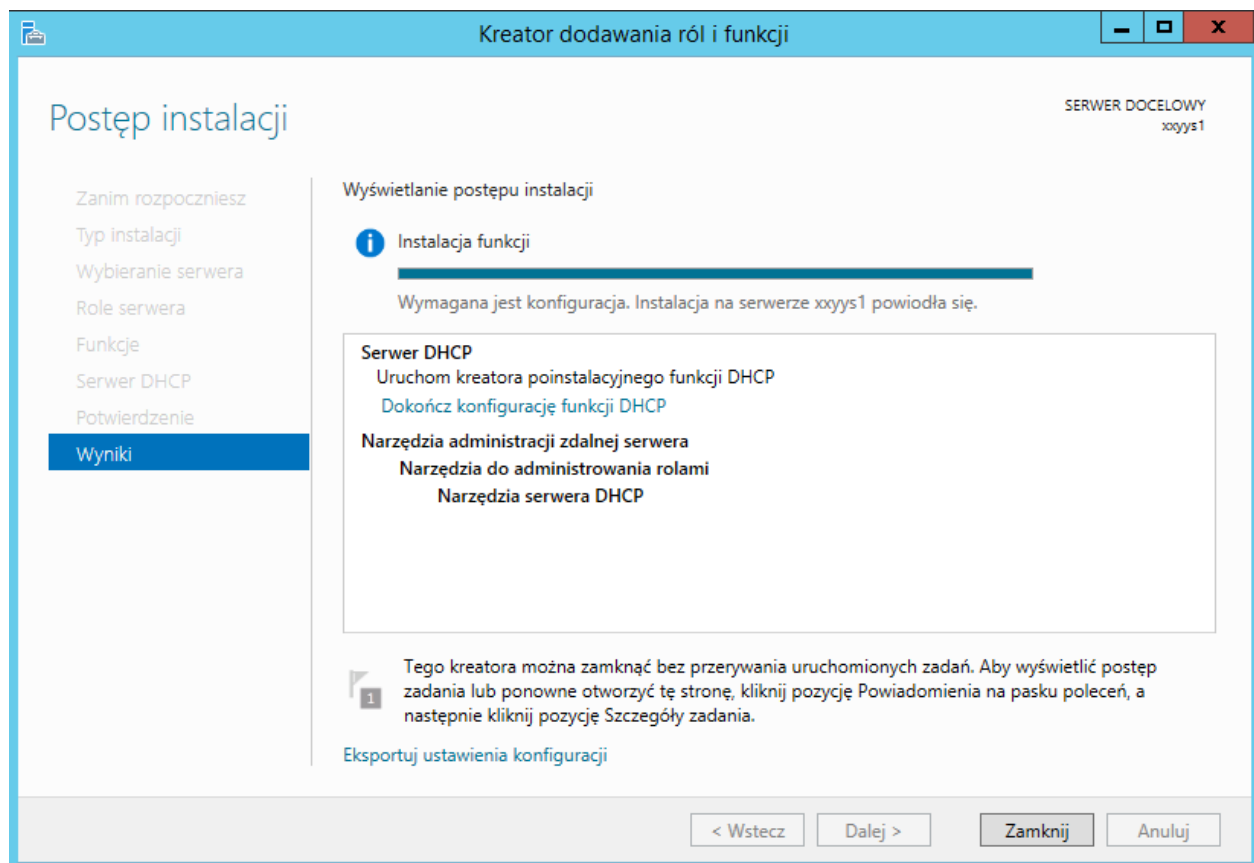 Kreator dodawania ról i funkcji
Postęp instalacji
SERWER DOCELOWY
xxyys1
Zanim rozpoczniesz
Typ instalacji
Wybieranie serwera
Role serwera
Funkcje
Serwer DHCP
Potwierdzenie
Wyniki
Wyświetlanie postępu instalacji
Instalacja funkcji
Wymagana jest konfiguracja. Instalacja na serwerze xxyys1 powiodła się.
Serwer DHCP
Uruchom kreatora poinstalacyjnego funkcji DHCP
Dokończ konfigurację funkcji DHCP
Narzędzia administracji zdalnej serwera
Narzędzia do administrowania rolami
Narzędzia serwera DHCP
1
Tego kreatora można zamknąć bez przerywania uruchomionych zadań. Aby wyświetlić postęp
zadania lub ponowne otworzyć tę stronę, kliknij pozycję Powiadomienia na pasku poleceń, a
następnie kliknij pozycję Szczegóły zadania.
Eksportuj ustawienia konfiguracji
< Wstecz
Dalej >
Zamknij
Anuluj